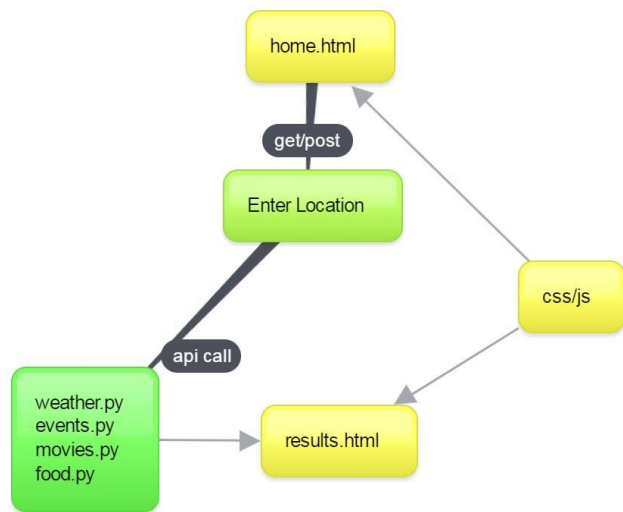 home.html
get/post
Enter Location
css/js
api call
weather.py
events.py
movies.py
food.py
results.html